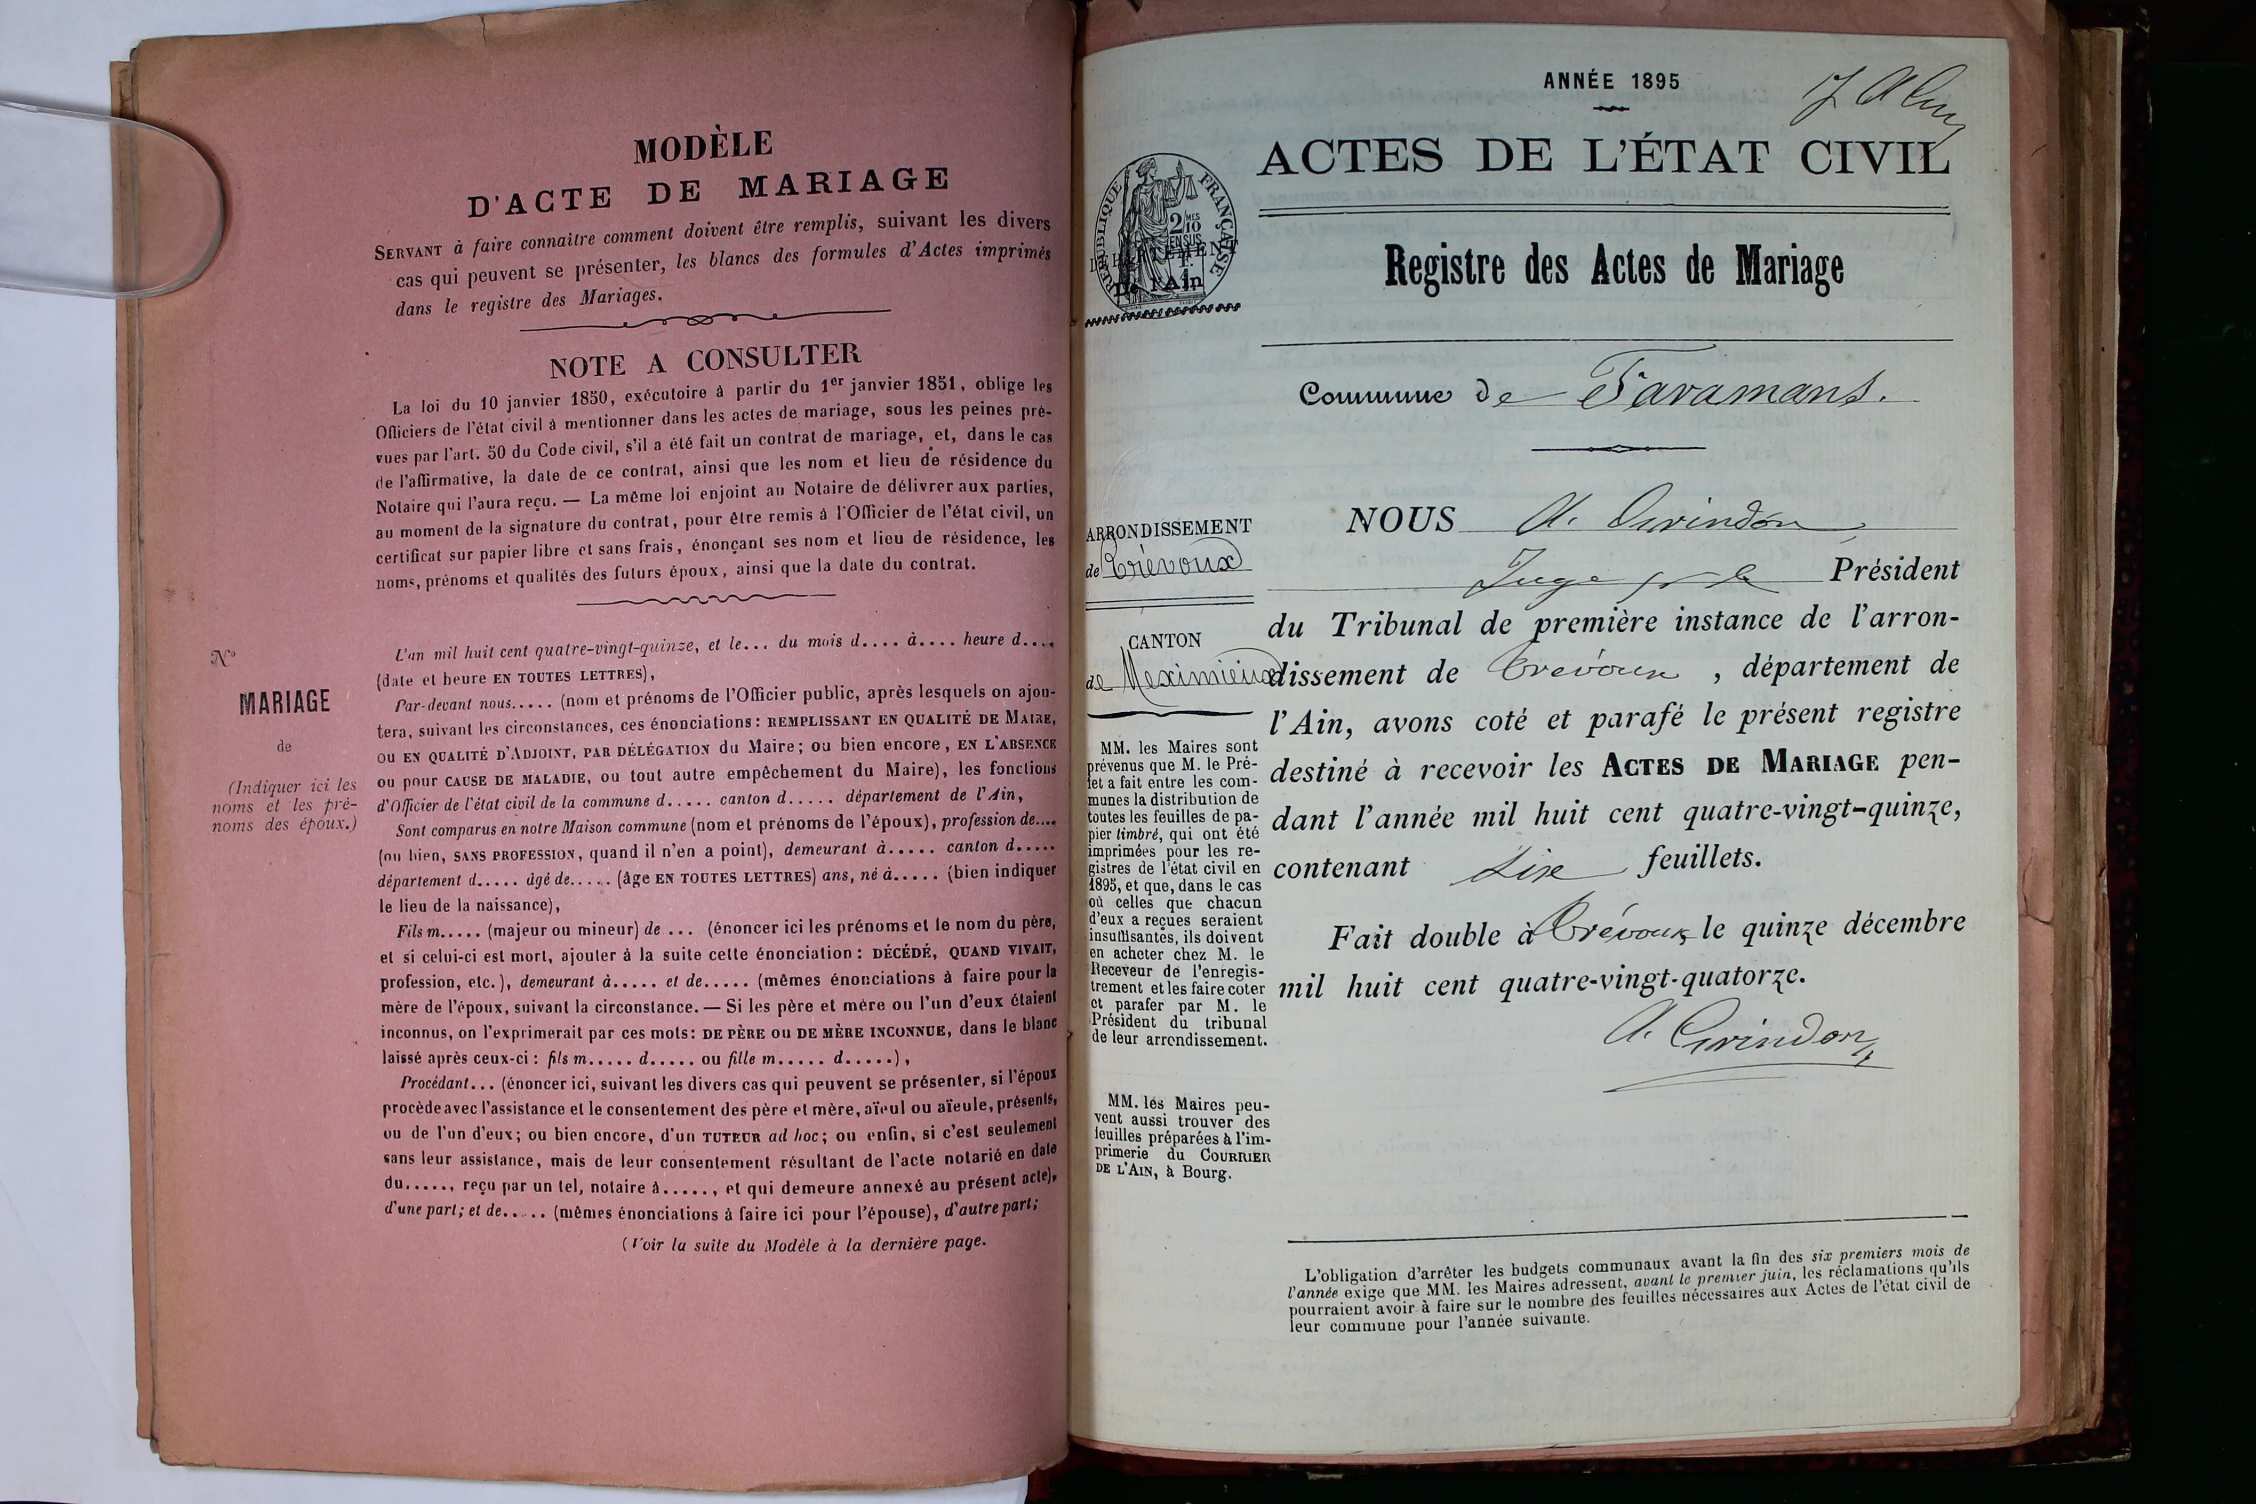 MODÈLE
D'ACTE DE MARIAGE
SERVANT à faire connaitre comment doivent être remplis, suivant les divers
cas qui peuvent se présenter, les blancs des formules d'Actes imprimés
dans le registre des Mariages.
NOTE A CONSULTER
La loi du 10 janvier 1850, exécutoire à partir du 1er janvier 1851, oblige les
Officiers de l'état civil à mentionner dans les actes de mariage, sous les peines pré-
vues par l'art. 50 du Code civil, s'il a été fait un contrat de mariage, et, dans le cas
de l'affirmative, la date de ce contrat, ainsi que les nom et lieu de résidence du
Notaire qui l'aura reçu. — La même loi enjoint au Notaire de délivrer aux parties,
au moment de la signature du contrat, pour être remis à l'Officier de l'état civil, un
certificat sur papier libre et sans frais, énonçant ses nom et lieu de résidence, les
noms, prénoms et qualités des futurs époux, ainsi que la date du contrat.
No
MARIAGE
de
(Indiquer ici les
noms et les pré-
noms des époux.)
L'an mil huit cent quatre-vingt-quinze, et le... du mois d.... à.... heure d....
(date et heure EN TOUTES LETTRES),
Par-devant nous..... (nom et prénoms de l'Officier public, après lesquels on ajou-
tera, suivant les circonstances, ces énonciations: REMPLISSANT EN QUALITÉ DE MAIRE,
OU EN QUALITÉ D'ADJOINT, PAR DÉLÉGATION du Maire; ou bien encore, EN L'ABSENCE
ou pour CAUSE DE MALADIE, ou tout autre empêchement du Maire), les fonctions
d'Officier de l'état civil de la commune d..... canton d..... département de l'Ain,
Sont comparus en notre Maison commune (nom et prénoms de l'époux), profession de....
(ou bien, SANS PROFESSION, quand il n'en a point), demeurant à..... canton d.....
département d..... âgé de..... (âge EN TOUTES LETTRES) ans, né à..... (bien indiquer
le lieu de la naissance),
Fils m..... (majeur ou mineur) de ... (énoncer ici les prénoms et le nom du père,
et si celui-ci est mort, ajouter à la suite cette énonciation: DÉCÉDÉ, QUAND VIVAIT,
profession, etc.), demeurant à..... et de..... (mêmes énonciations à faire pour la
mère de l'époux, suivant la circonstance. — Si les père et mère ou l'un d'eux étaient
inconnus, on l'exprimerait par ces mots: DE PÈRE OU DE MÈRE INCONNUE, dans le blanc
laissé après ceux-ci: fils m..... d..... ou fille m..... d.....),
Procédant... (énoncer ici, suivant les divers cas qui peuvent se présenter, si l'époux
procède avec l'assistance et le consentement des père et mère, aïeul ou aïeule, présents,
ou de l'un d'eux; ou bien encore, d'un TUTEUR ad hoc; ou enfin, si c'est seulement
sans leur assistance, mais de leur consentement résultant de l'acte notarié en date
du....., reçu par un tel, notaire à....., et qui demeure annexé au présent acte),
d'une part; et de..... (mêmes énonciations à faire ici pour l'épouse), d'autre part;
(Voir la suite du Modèle à la dernière page.
ANNÉE 1895
ACTES DE L'ÉTAT CIVIL
RÉPUBLIQUE FRANÇAISE
2 MES
10
EN SUS
DÉPARTEMENT
De l'Ain
Registre des Actes de Mariage
Commune de Faramans.
ARRONDISSEMENT
de Trévoux
CANTON
de Meximieux
MM. les Maires sont
prévenus que M. le Pré-
fet a fait entre les com-
munes la distribution de
toutes les feuilles de pa-
pier timbré, qui ont été
imprimées pour les re-
gistres de l'état civil en
1895, et que, dans le cas
où celles que chacun
d'eux a reçues seraient
insuffisantes, ils doivent
en acheter chez M. le
Receveur de l'enregis-
trement et les faire coter
et parafer par M. le
Président du tribunal
de leur arrondissement.
MM. les Maires peu-
vent aussi trouver des
feuilles préparées à l'im-
primerie du COURRIER
DE L'AIN, à Bourg.
NOUS A.
Juge pr le Président
du Tribunal de première instance de l'arron-
dissement de Trévoux, département de
l'Ain, avons coté et parafé le présent registre
destiné à recevoir les ACTES DE MARIAGE pen-
dant l'année mil huit cent quatre-vingt-quinze,
contenant six feuillets.
Fait double à Trévoux, le quinze décembre
mil huit cent quatre-vingt-quatorze.
A.
L'obligation d'arrêter les budgets communaux avant la fin des six premiers mois de
l'année exige que MM. les Maires adressent, avant le premier juin, les réclamations qu'ils
pourraient avoir à faire sur le nombre des feuilles nécessaires aux Actes de l'état civil de
leur commune pour l'année suivante.